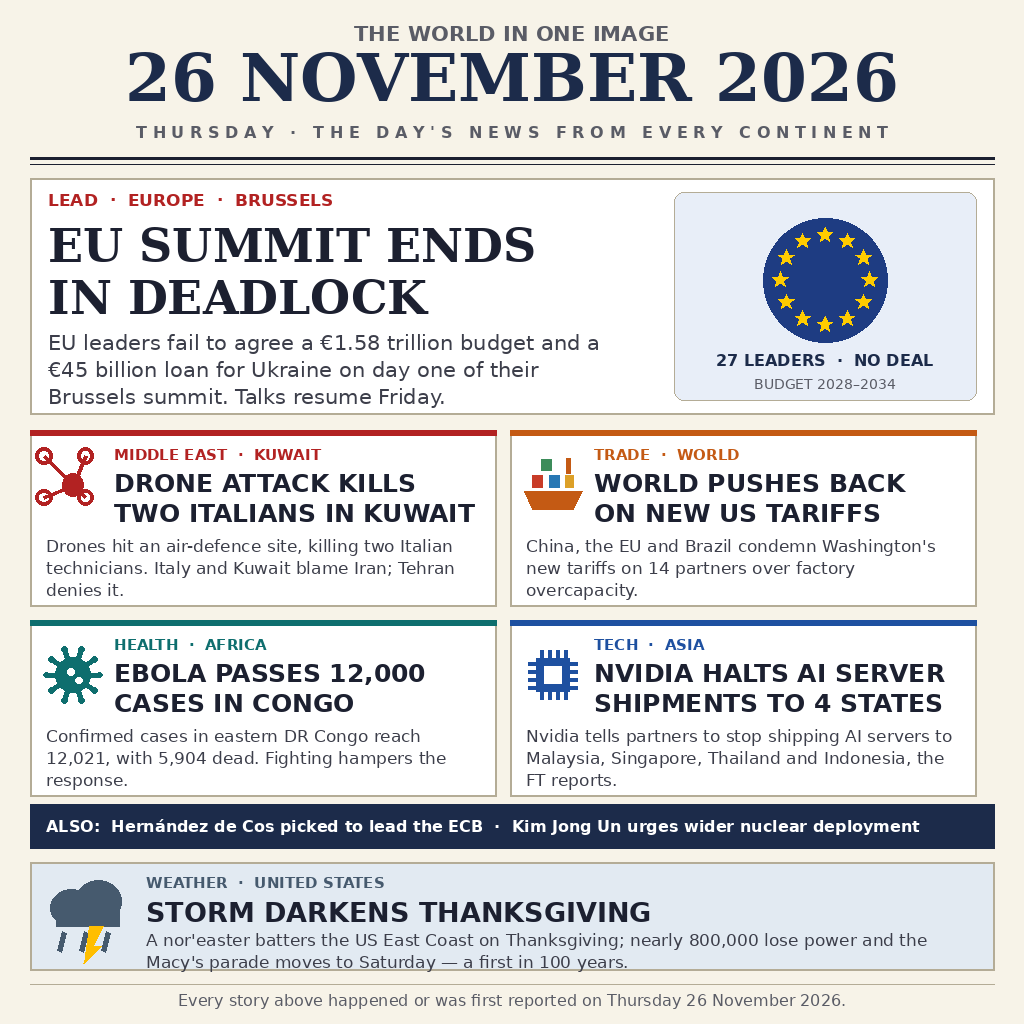 THE WORLD IN ONE IMAGE
26 NOVEMBER 2026
THURSDAY · THE DAY'S NEWS FROM EVERY CONTINENT
LEAD · EUROPE · BRUSSELS
EU SUMMIT ENDS
IN DEADLOCK
EU leaders fail to agree a €1.58 trillion budget and a
€45 billion loan for Ukraine on day one of their
Brussels summit. Talks resume Friday.
27 LEADERS · NO DEAL
BUDGET 2028–2034
MIDDLE EAST · KUWAIT
DRONE ATTACK KILLS
TWO ITALIANS IN KUWAIT
Drones hit an air-defence site, killing two Italian
technicians. Italy and Kuwait blame Iran; Tehran
denies it.
TRADE · WORLD
WORLD PUSHES BACK
ON NEW US TARIFFS
China, the EU and Brazil condemn Washington's
new tariffs on 14 partners over factory
overcapacity.
HEALTH · AFRICA
EBOLA PASSES 12,000
CASES IN CONGO
Confirmed cases in eastern DR Congo reach
12,021, with 5,904 dead. Fighting hampers the
response.
TECH · ASIA
NVIDIA HALTS AI SERVER
SHIPMENTS TO 4 STATES
Nvidia tells partners to stop shipping AI servers to
Malaysia, Singapore, Thailand and Indonesia, the
FT reports.
ALSO: Hernández de Cos picked to lead the ECB · Kim Jong Un urges wider nuclear deployment
WEATHER · UNITED STATES
STORM DARKENS THANKSGIVING
A nor'easter batters the US East Coast on Thanksgiving; nearly 800,000 lose power and the
Macy's parade moves to Saturday — a first in 100 years.
Every story above happened or was first reported on Thursday 26 November 2026.